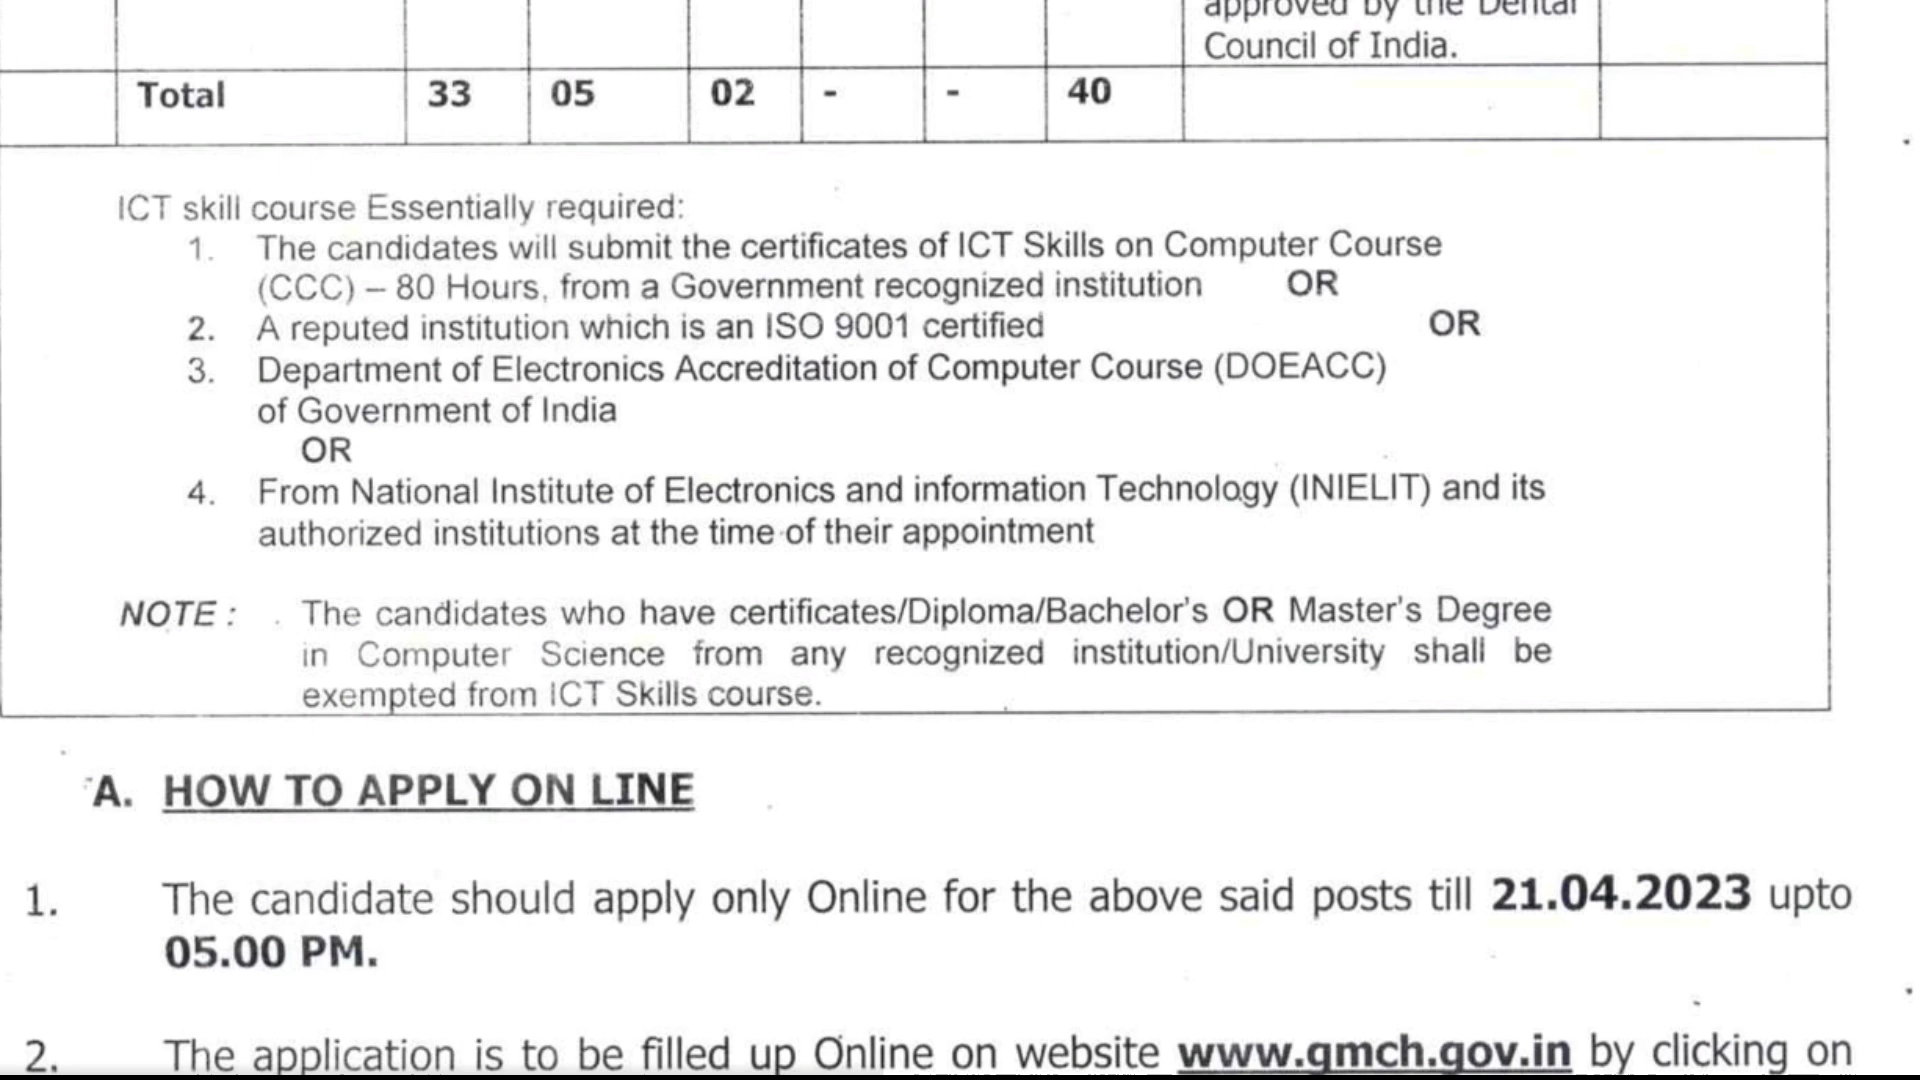 approved by the Dental
Council of India.
Total 33 05 02 - - 40
ICT skill course Essentially required:
1. The candidates will submit the certificates of ICT Skills on Computer Course
(CCC) – 80 Hours, from a Government recognized institution OR
2. A reputed institution which is an ISO 9001 certified OR
3. Department of Electronics Accreditation of Computer Course (DOEACC)
of Government of India
OR
4. From National Institute of Electronics and information Technology (INIELIT) and its
authorized institutions at the time of their appointment
NOTE : The candidates who have certificates/Diploma/Bachelor's OR Master's Degree
in Computer Science from any recognized institution/University shall be
exempted from ICT Skills course.
A. HOW TO APPLY ON LINE
1. The candidate should apply only Online for the above said posts till 21.04.2023 upto
05.00 PM.
2. The application is to be filled up Online on website www.gmch.gov.in by clicking on